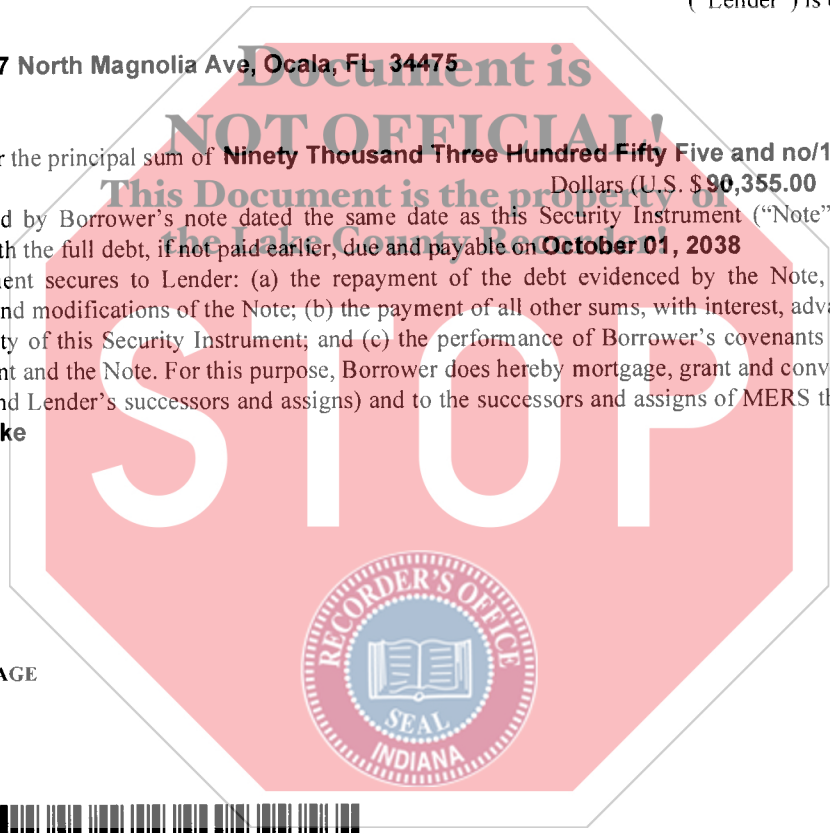 ("Lender") is
7 North Magnolia Ave, Ocala, FL 34475
Document is
NOT OFFICIAL!
the principal sum of Ninety Thousand Three Hundred Fifty Five and no/1
Dollars (U.S. $ 90,355.00
This Document is the property of
d by Borrower's note dated the same date as this Security Instrument ("Note"
the Lake County Recorder!
th the full debt, if not paid earlier, due and payable on October 01, 2038
ent secures to Lender: (a) the repayment of the debt evidenced by the Note,
nd modifications of the Note; (b) the payment of all other sums, with interest, adva
ty of this Security Instrument; and (c) the performance of Borrower's covenants
nt and the Note. For this purpose, Borrower does hereby mortgage, grant and conv
nd Lender's successors and assigns) and to the successors and assigns of MERS th
ke
STOP
RECORDER'S OFFICE
SEAL
INDIANA
AGE